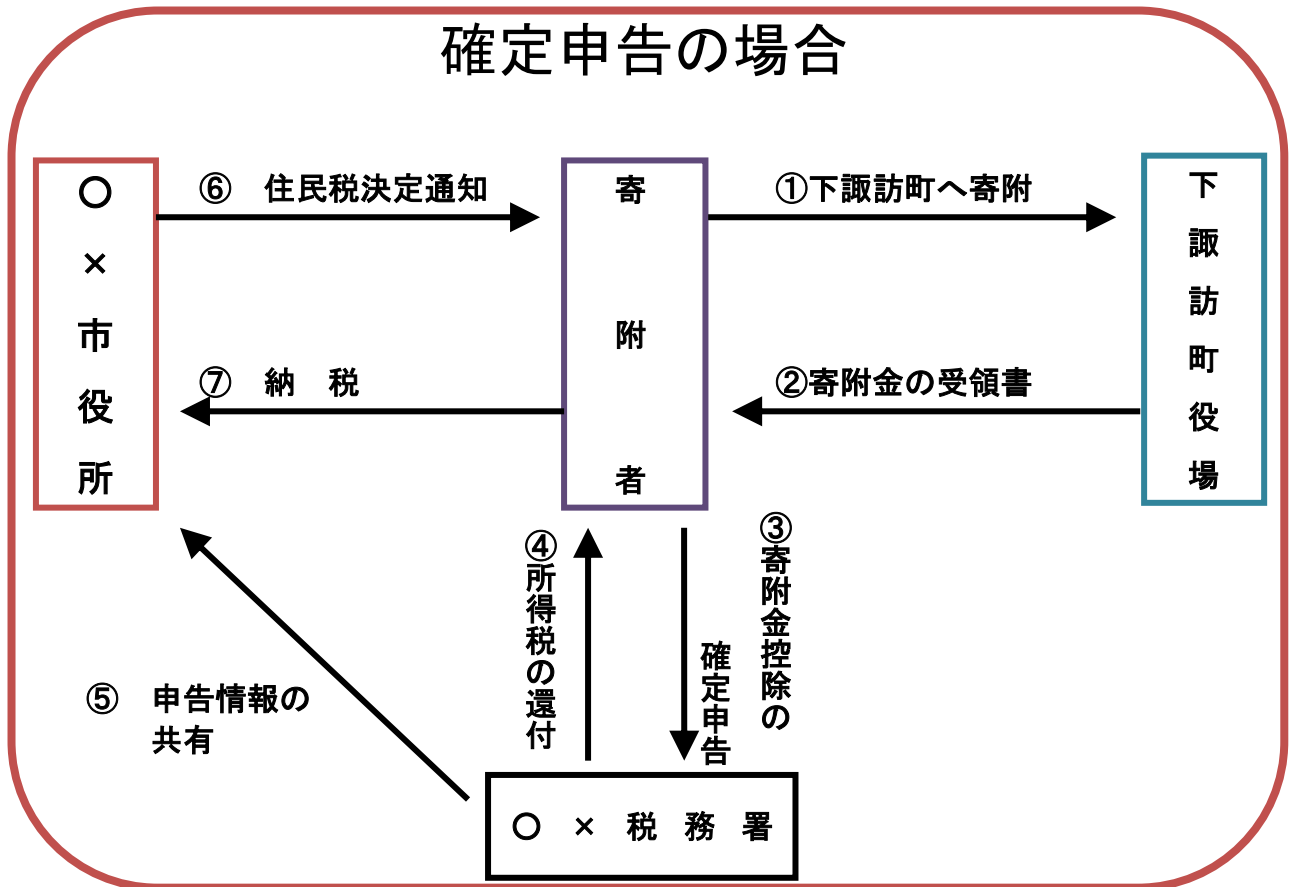 確定申告の場合
○×市役所
⑥　住民税決定通知
寄附者
①下諏訪町へ寄附
下諏訪町役場
⑦　納　税
②寄附金の受領書
③寄附金控除の
確定申告
④所得税の還付
⑤　申告情報の
共有
○　×　税　務　署